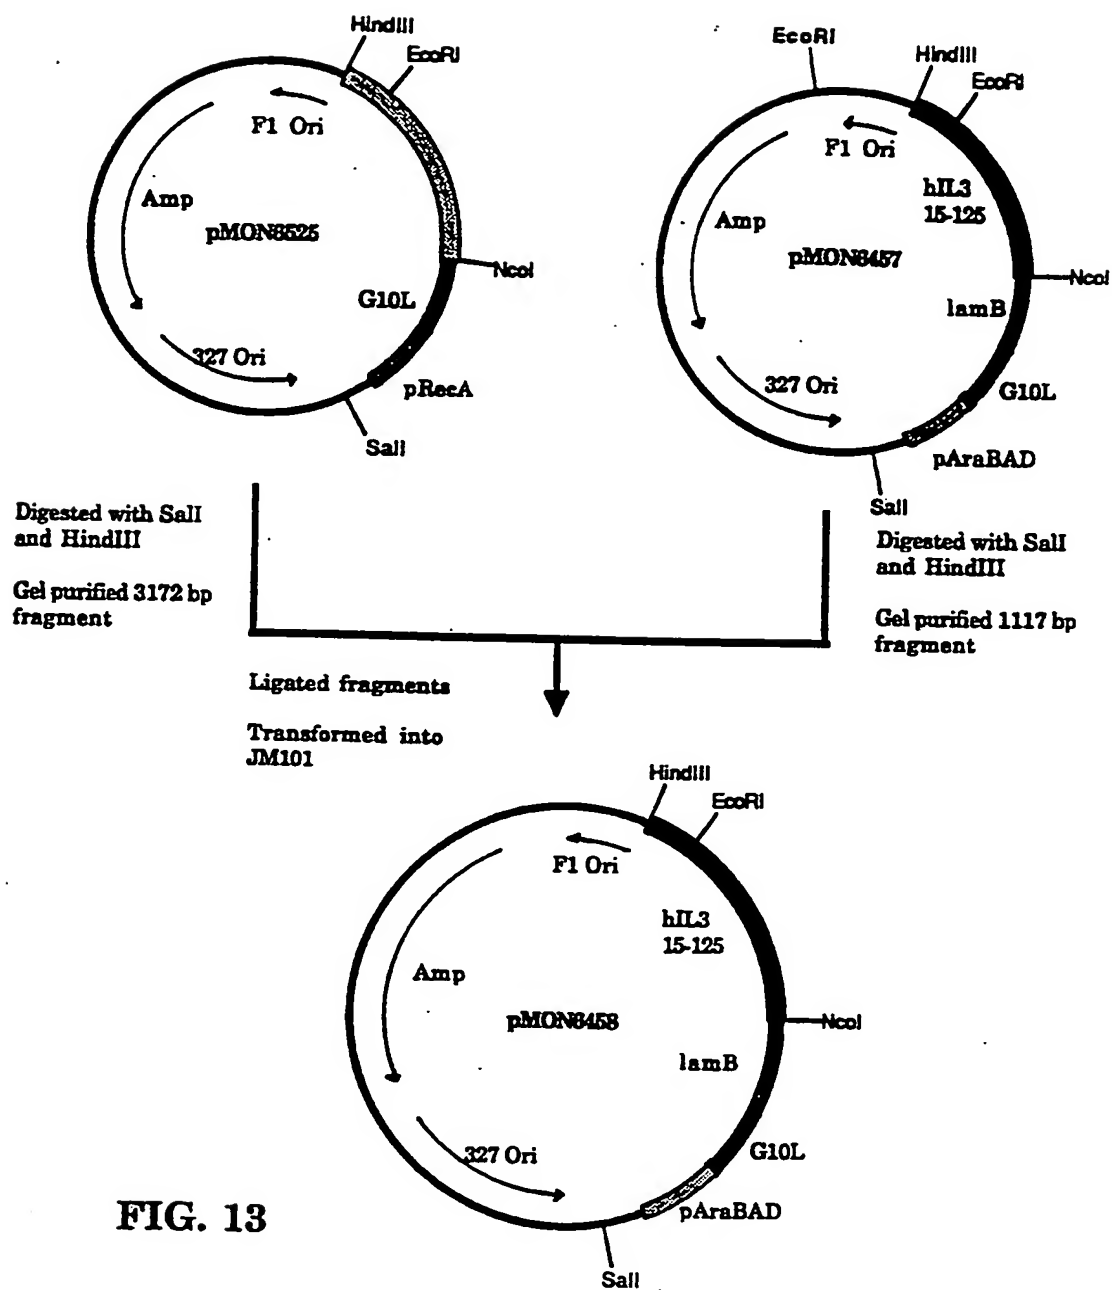 HindIII
EcoRI
F1 Ori
Amp
pMON6525
NcoI
G10L
327 Ori
pRecA
SalI
EcoRI
HindIII
EcoRI
F1 Ori
hIL3
15-125
Amp
pMON6457
NcoI
lamB
327 Ori
G10L
pAraBAD
SalI
Digested with SalI
and HindIII
Gel purified 3172 bp
fragment
Digested with SalI
and HindIII
Gel purified 1117 bp
fragment
Ligated fragments
Transformed into
JM101
HindIII
EcoRI
F1 Ori
hIL3
15-125
Amp
pMON6458
NcoI
lamB
327 Ori
G10L
pAraBAD
SalI
FIG. 13